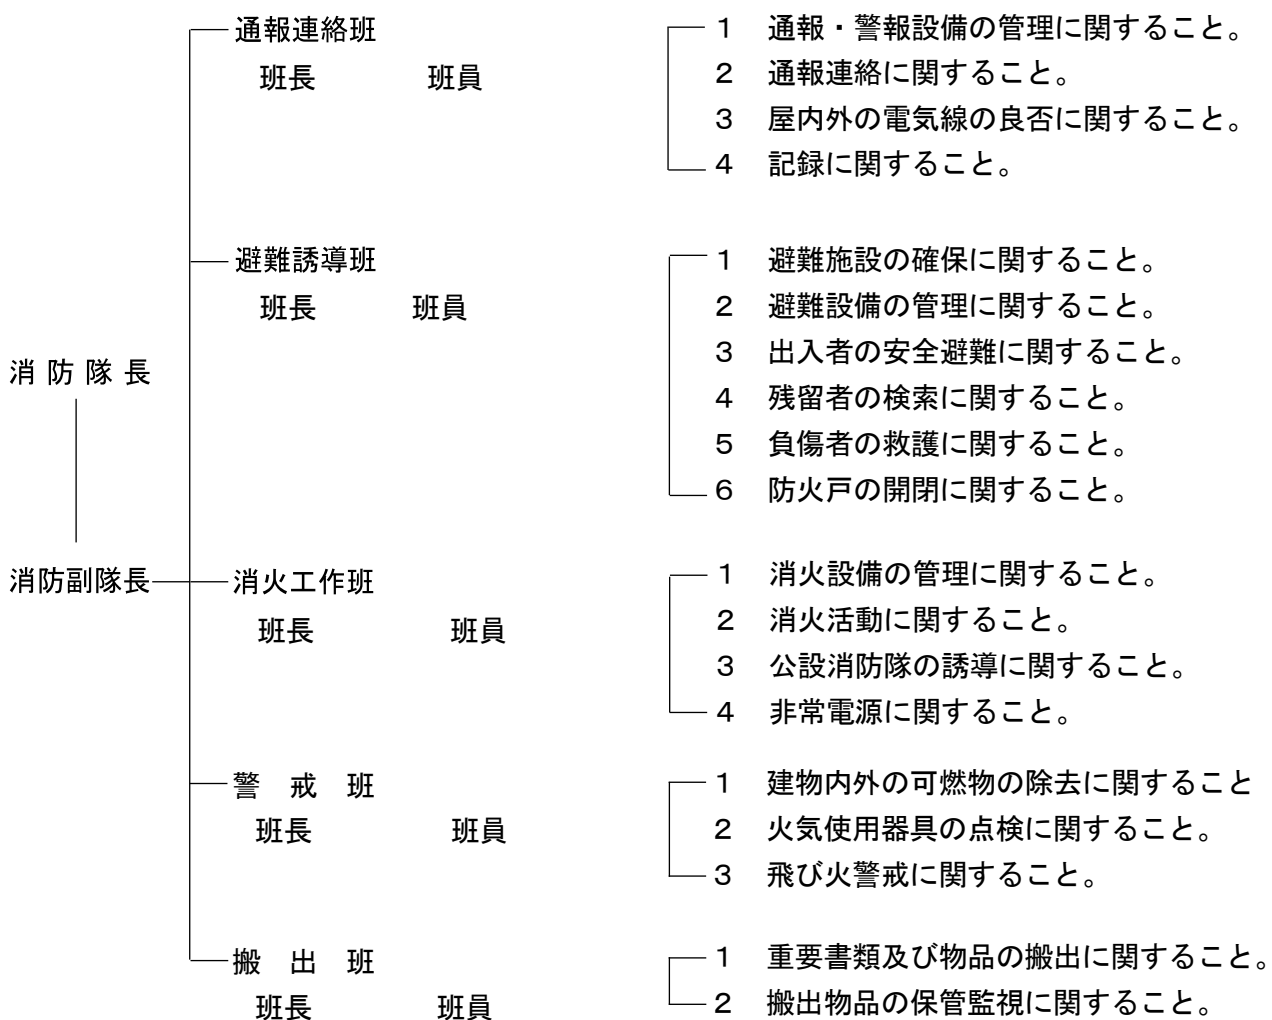 消防隊長
消防副隊長
通報連絡班
班長 班員
1 通報・警報設備の管理に関すること。
2 通報連絡に関すること。
3 屋内外の電気線の良否に関すること。
4 記録に関すること。
避難誘導班
班長 班員
1 避難施設の確保に関すること。
2 避難設備の管理に関すること。
3 出入者の安全避難に関すること。
4 残留者の検索に関すること。
5 負傷者の救護に関すること。
6 防火戸の開閉に関すること。
消火工作班
班長 班員
1 消火設備の管理に関すること。
2 消火活動に関すること。
3 公設消防隊の誘導に関すること。
4 非常電源に関すること。
警戒班
班長 班員
1 建物内外の可燃物の除去に関すること
2 火気使用器具の点検に関すること。
3 飛び火警戒に関すること。
搬出班
班長 班員
1 重要書類及び物品の搬出に関すること。
2 搬出物品の保管監視に関すること。